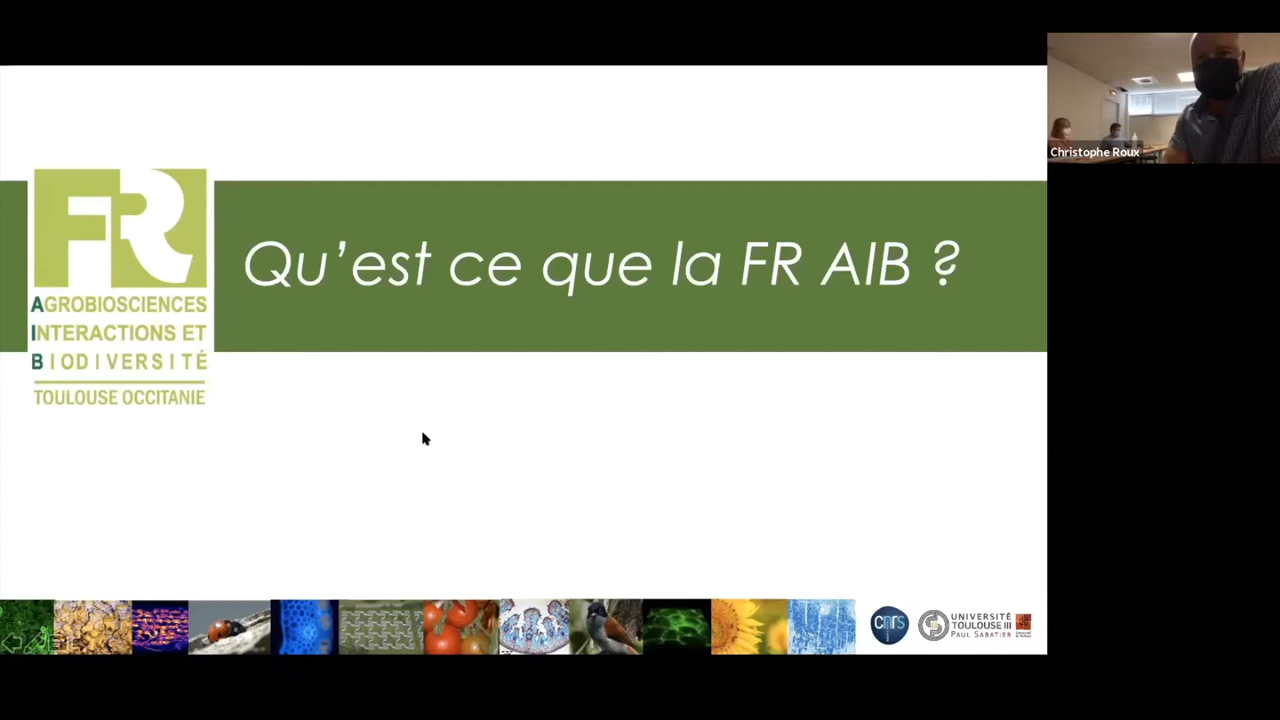 FR
AGROBIOSCIENCES
INTERACTIONS ET
BIODIVERSITÉ
TOULOUSE OCCITANIE
Qu'est ce que la FR AIB ?
Christophe Roux
cnrs
UNIVERSITÉ
TOULOUSE III
PAUL SABATIER